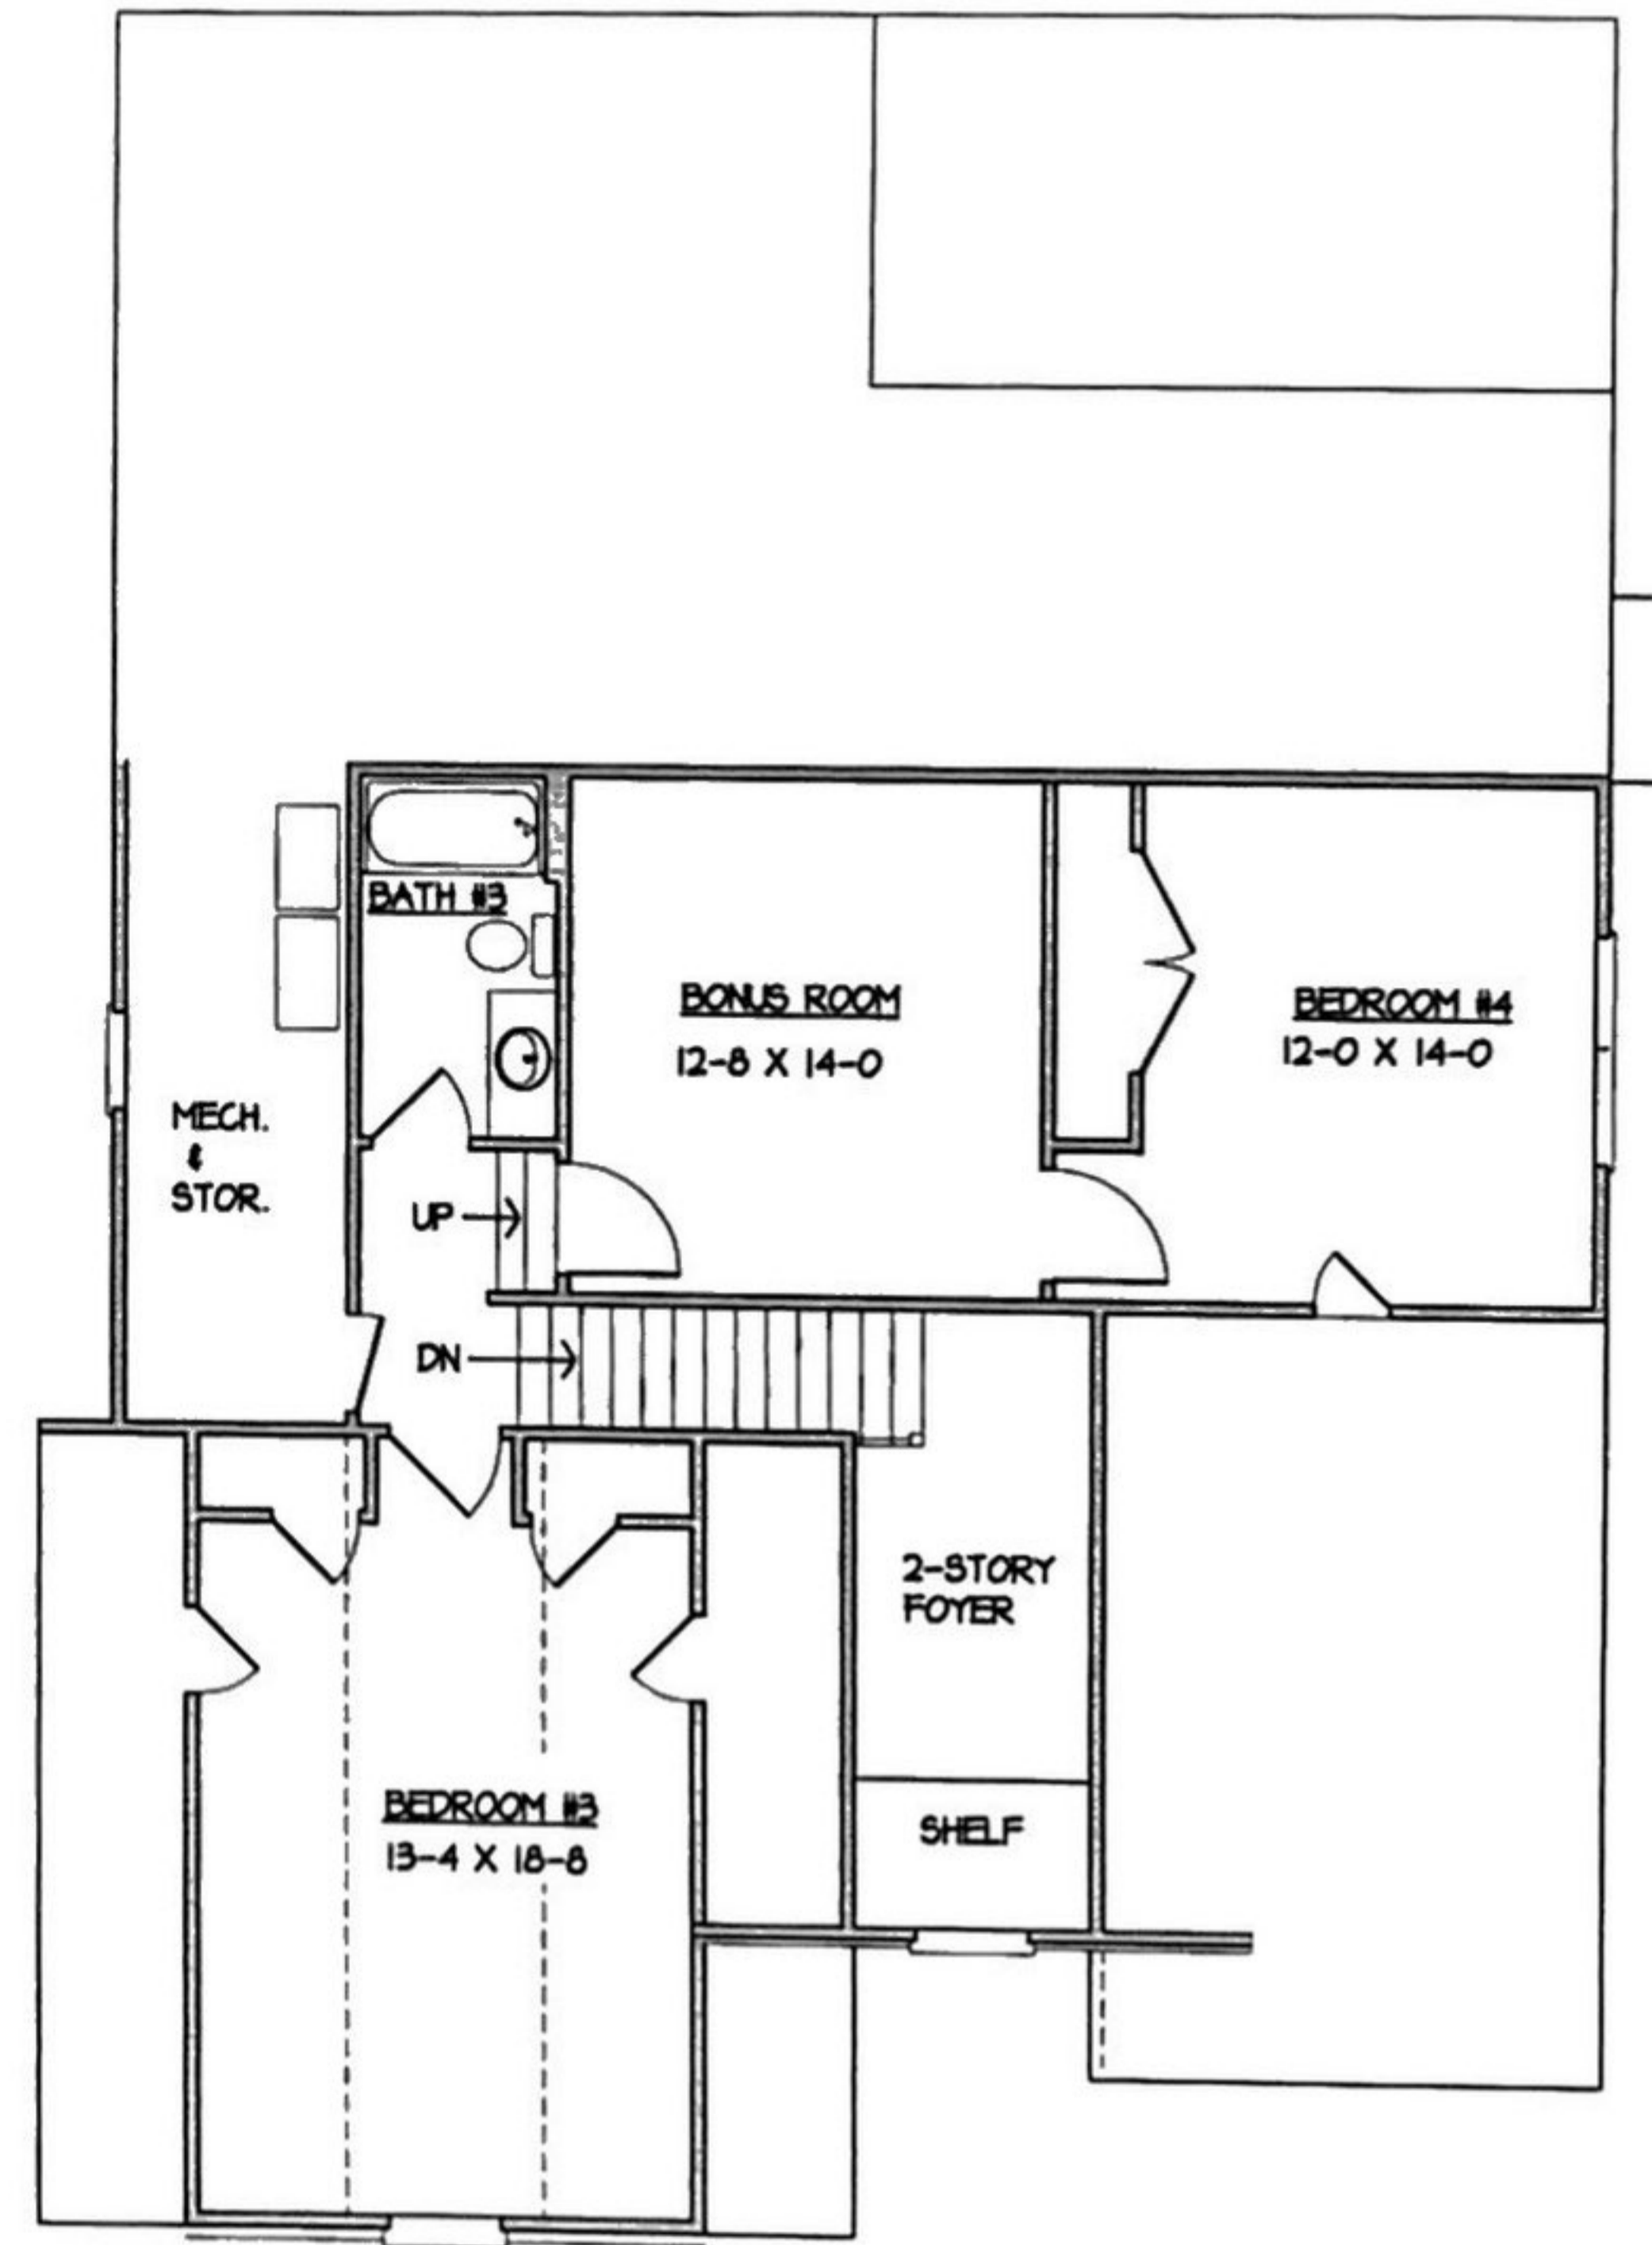 BATH #3
BONUS ROOM
12-8 X 14-0
BEDROOM #4
12-0 X 14-0
MECH.
&
STOR.
UP
DN
2-STORY
FOYER
SHELF
BEDROOM #3
13-4 X 18-8